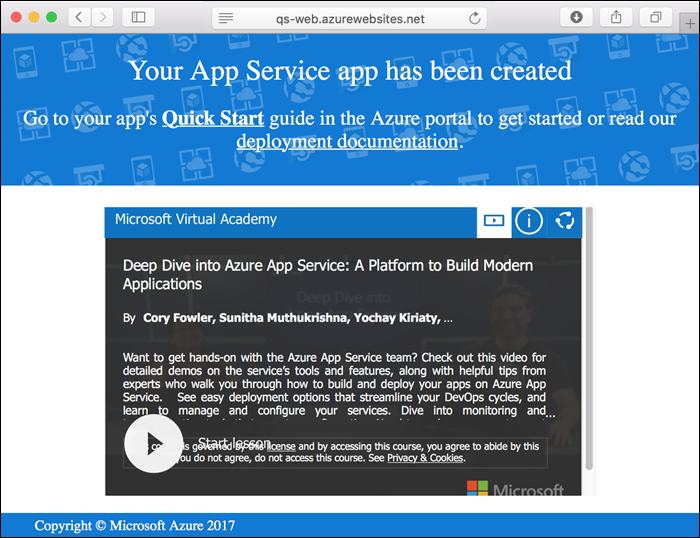 qs-web.azurewebsites.net
Your App Service app has been created
Go to your app's Quick Start guide in the Azure portal to get started or read our
deployment documentation.
Microsoft Virtual Academy
Deep Dive into Azure App Service: A Platform to Build Modern
Applications
Deep Dive into
By Cory Fowler, Sunitha Muthukrishna, Yochay Kiriaty, ...
Want to get hands-on with the Azure App Service team? Check out this video for
detailed demos on the service's tools and features, along with helpful tips from
experts who walk you through how to build and deploy your apps on Azure App
Service. See easy deployment options that streamline your DevOps cycles, and
learn to manage and configure your services. Dive into monitoring and
...
Start lesson
is governed by this license and by accessing this course, you agree to abide by this
you do not agree, do not access this course. See Privacy & Cookies.
Microsoft
Copyright © Microsoft Azure 2017